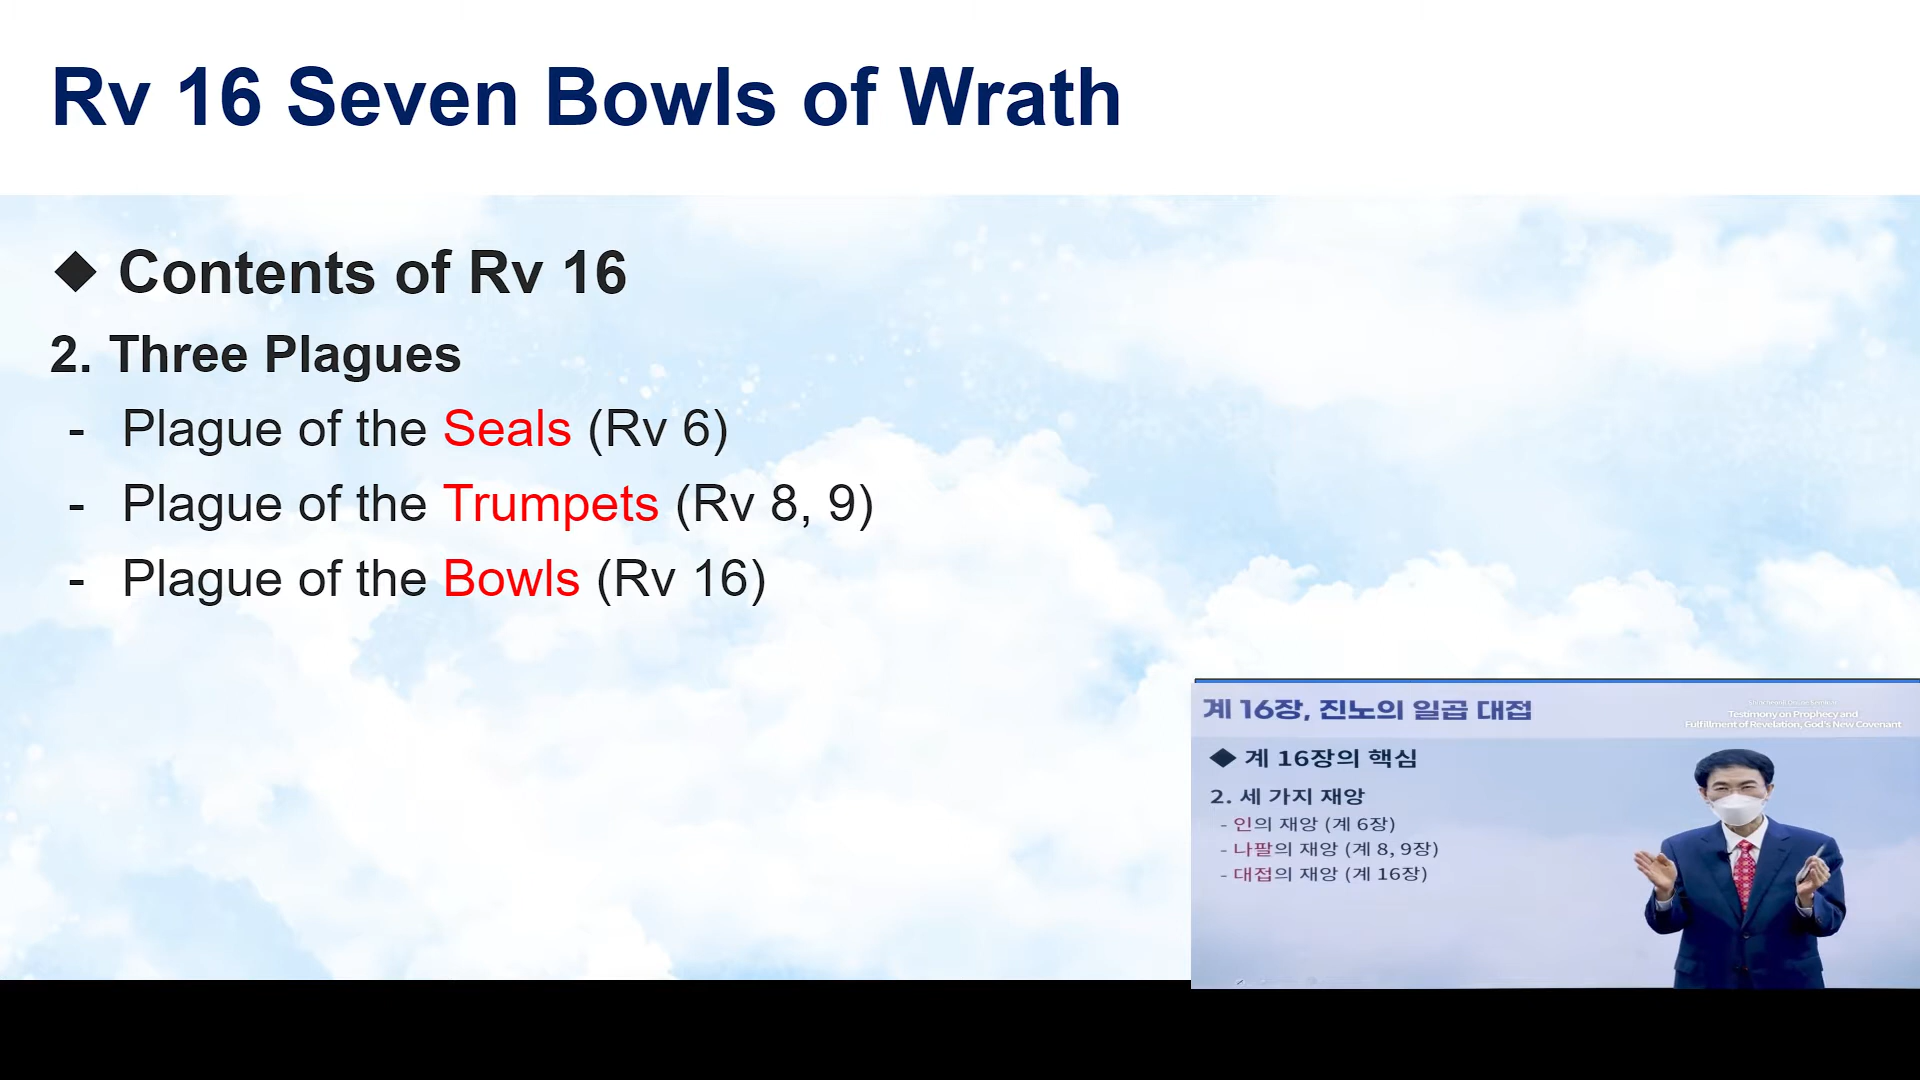 Rv 16 Seven Bowls of Wrath
◆ Contents of Rv 16
2. Three Plagues
- Plague of the Seals (Rv 6)
- Plague of the Trumpets (Rv 8, 9)
- Plague of the Bowls (Rv 16)
계 16장, 진노의 일곱 대접
Testimony on Prophecy and
Fulfillment of Revelation, God's New Covenant
◆ 계 16장의 핵심
2. 세 가지 재앙
- 인의 재앙 (계 6장)
- 나팔의 재앙 (계 8, 9장)
- 대접의 재앙 (계 16장)